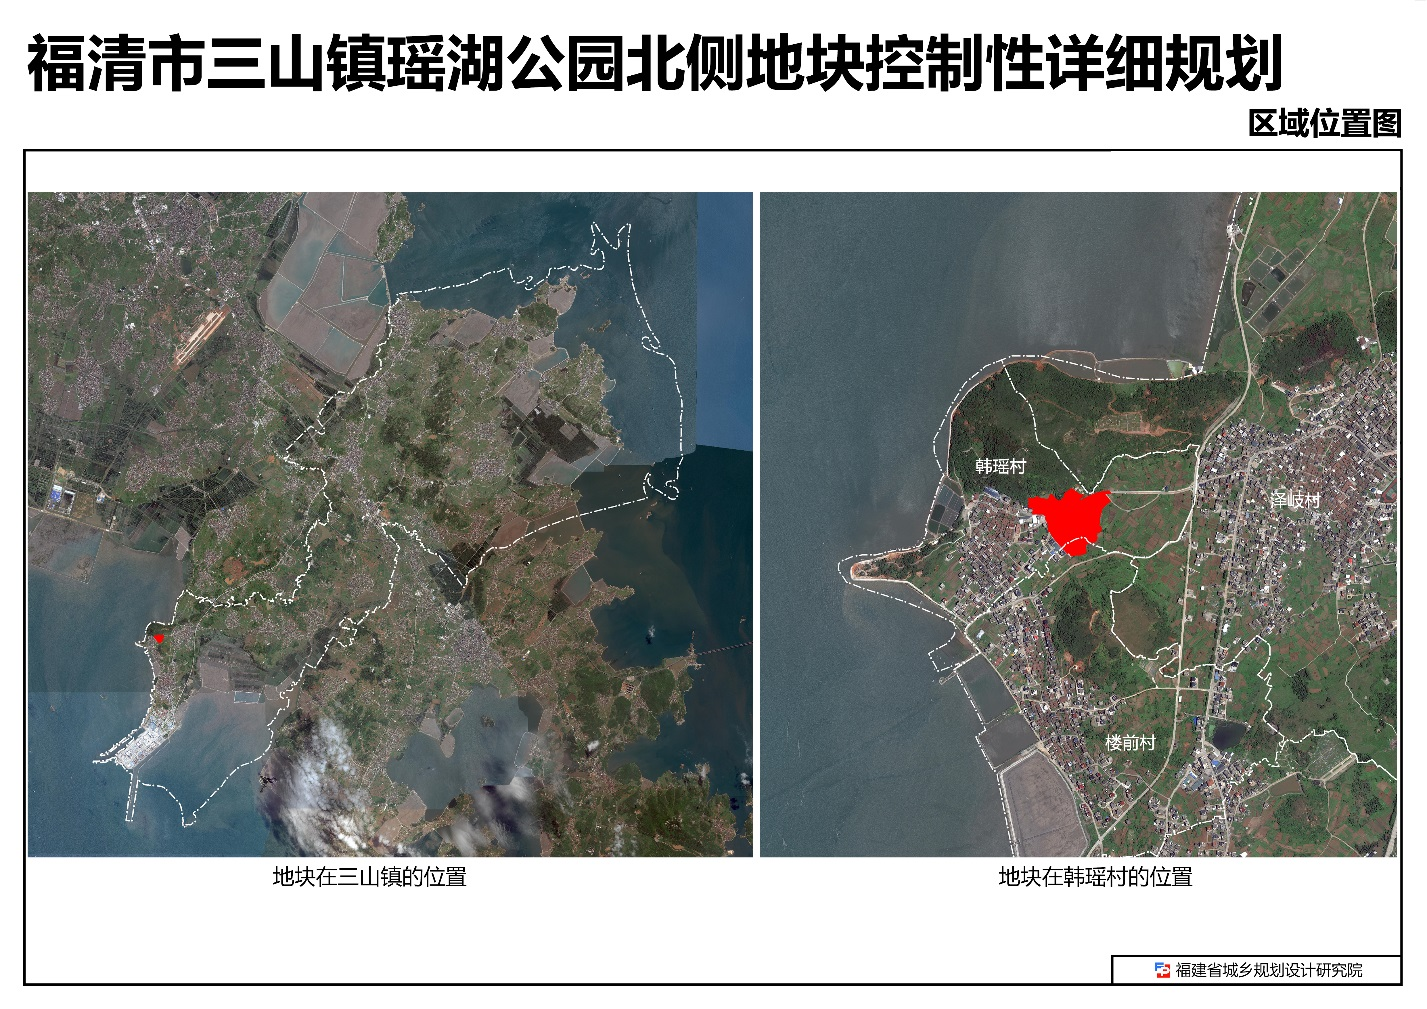 福清市三山镇瑶湖公园北侧地块控制性详细规划
区域位置图
韩瑶村
泽岐村
楼前村
地块在三山镇的位置
地块在韩瑶村的位置
福建省城乡规划设计研究院